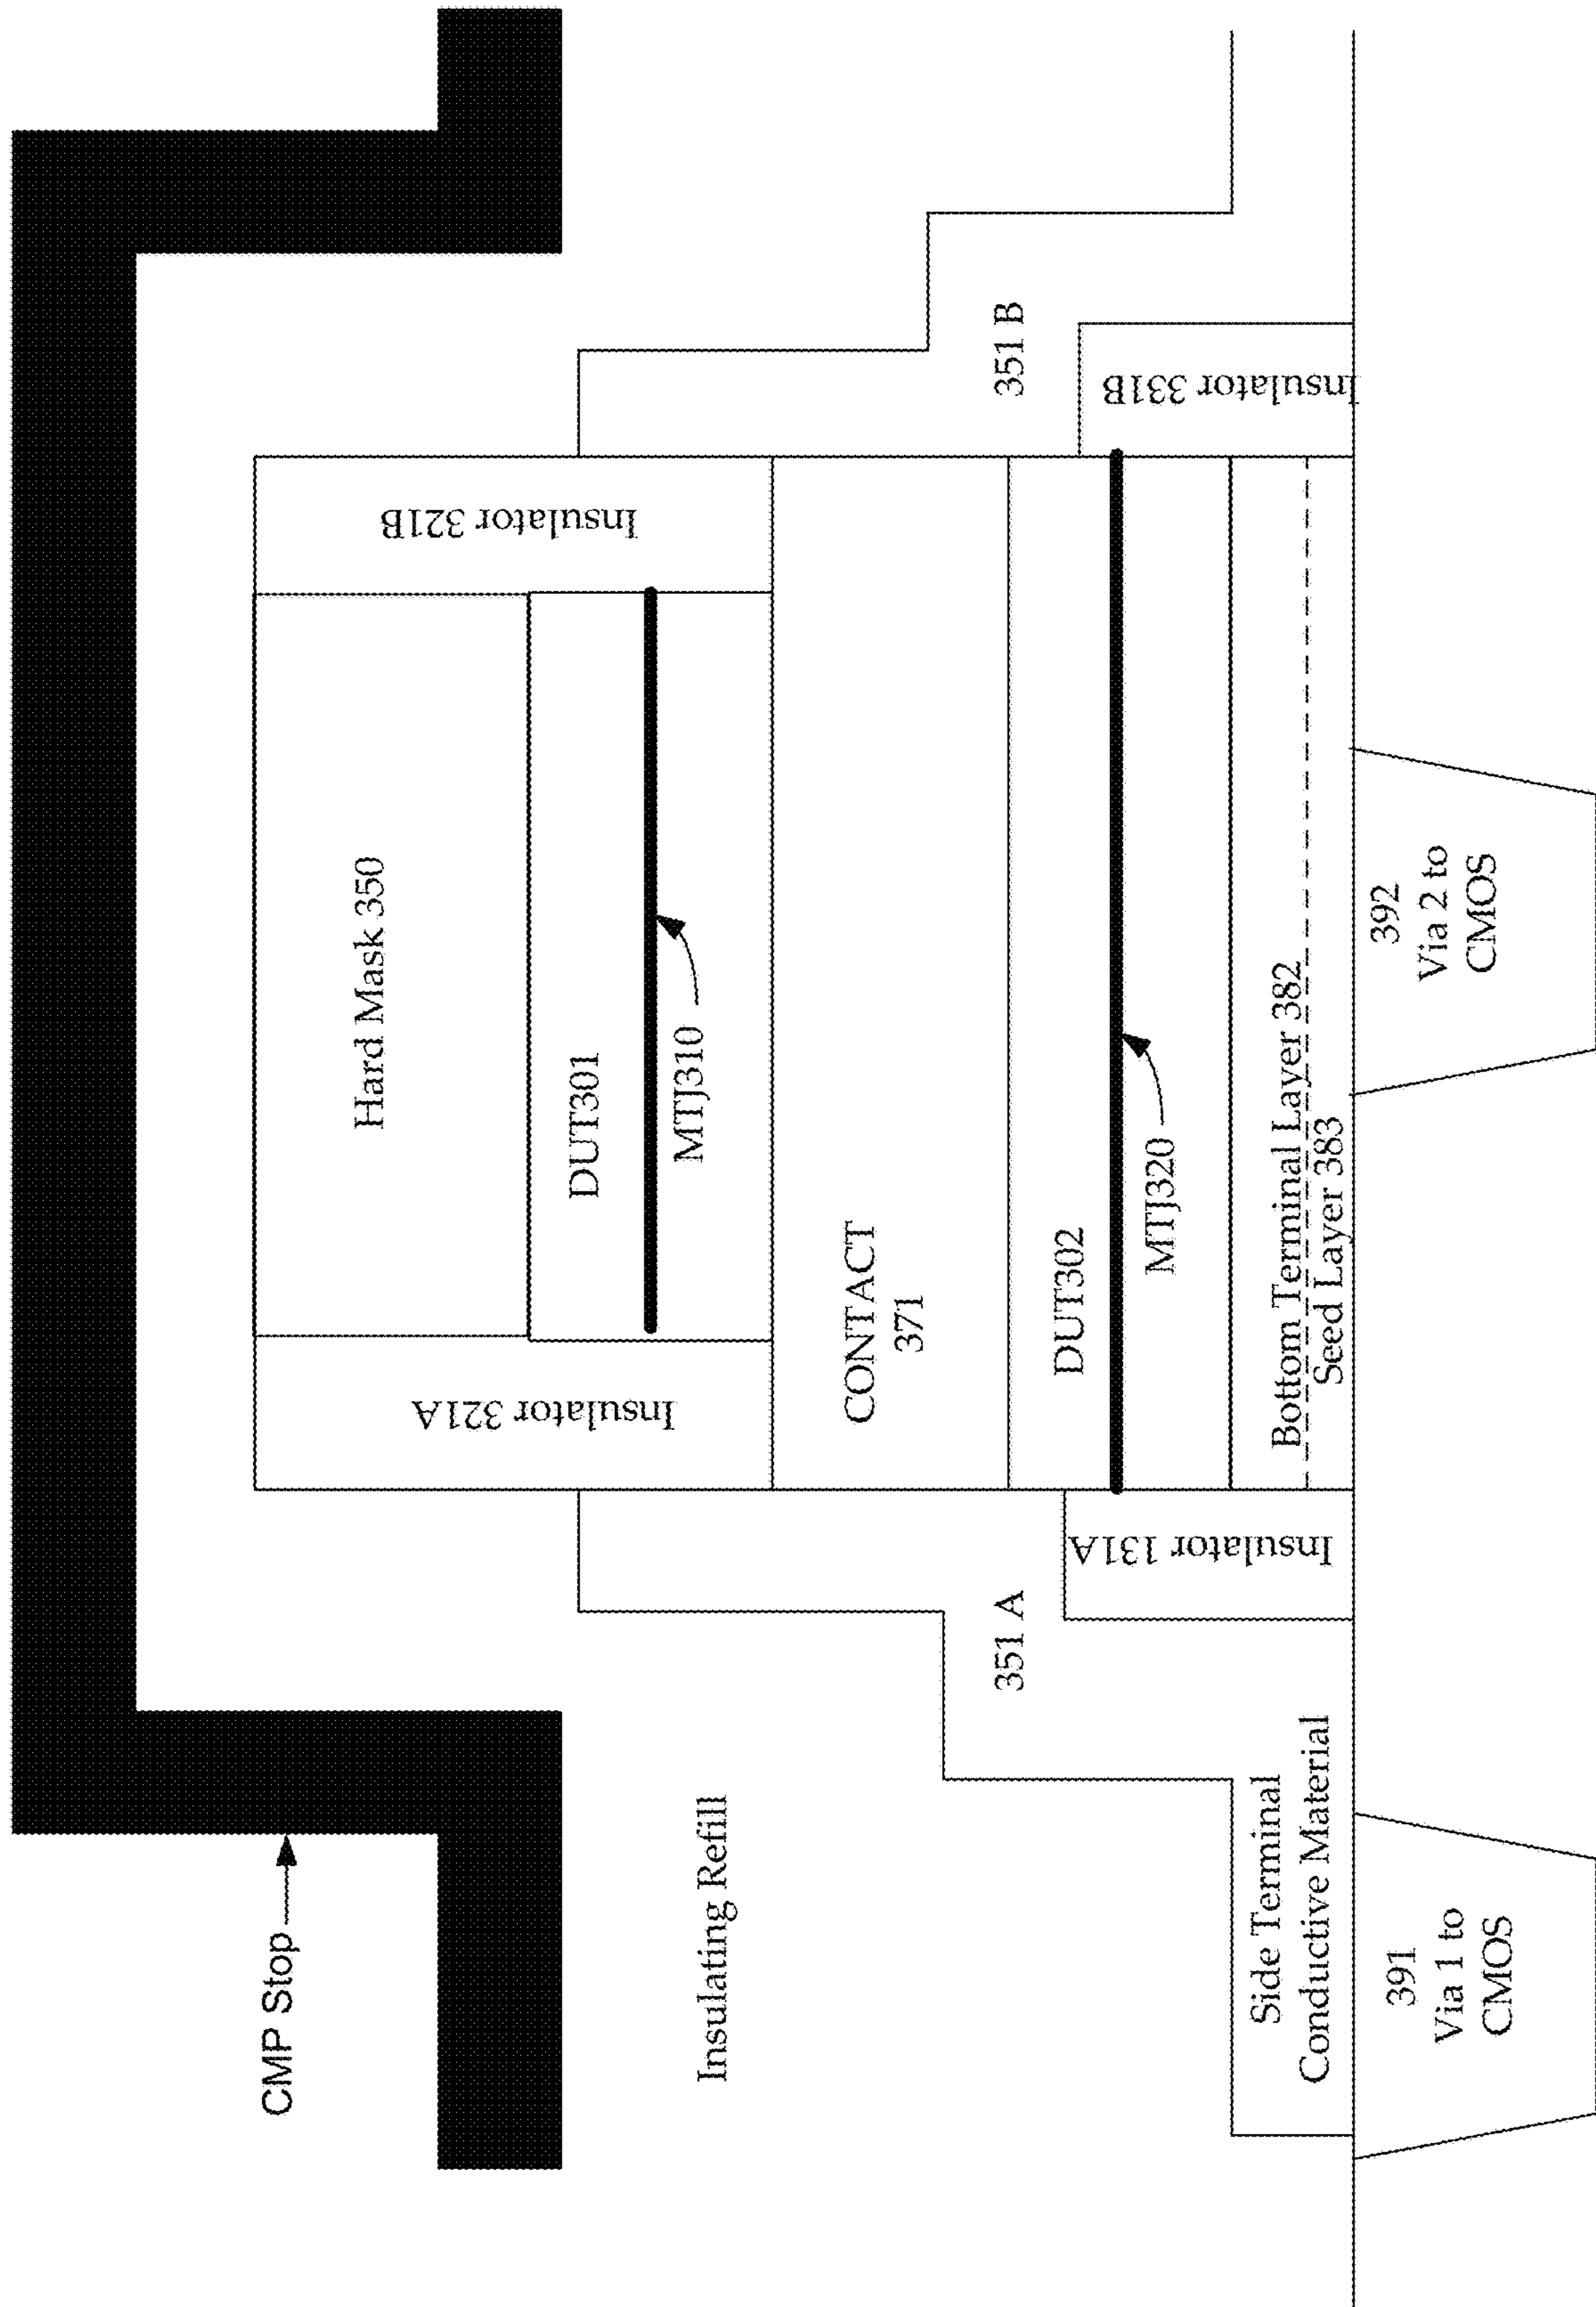 CMP Stop
Hard Mask 350
Insulator 321A
Insulator 321B
DUT301
MTJ310
Insulating Refill
CONTACT
371
351 A
351 B
DUT302
MTJ320
Insulator 131A
Insulator 331B
Side Terminal
Conductive Material
Bottom Terminal Layer 382
Seed Layer 383
391
Via 1 to
CMOS
392
Via 2 to
CMOS